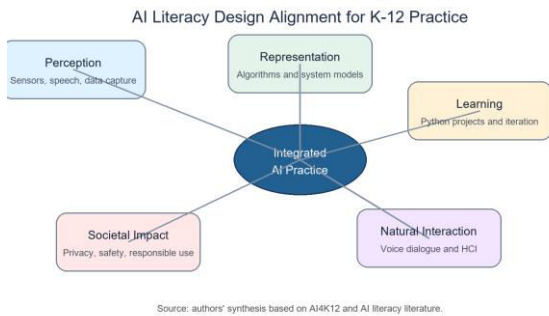 AI Literacy Design Alignment for K-12 Practice
Perception
Sensors, speech, data capture
Representation
Algorithms and system models
Learning
Python projects and iteration
Integrated
AI Practice
Societal Impact
Privacy, safety, responsible use
Natural Interaction
Voice dialogue and HCI
Source: authors' synthesis based on AI4K12 and AI literacy literature.